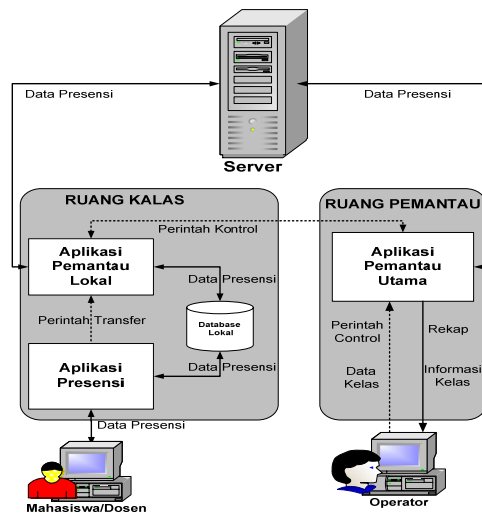 Data Presensi
Data Presensi
Server
RUANG KALAS
RUANG PEMANTAU
Perintah Kontrol
Aplikasi
Pemantau
Lokal
Aplikasi
Pemantau
Utama
Data Presensi
Perintah Transfer
Database
Lokal
Perintah
Control
Rekap
Aplikasi
Presensi
Data Presensi
Data
Kelas
Informasi
Kelas
Data Presensi
Mahasiswa/Dosen
Operator